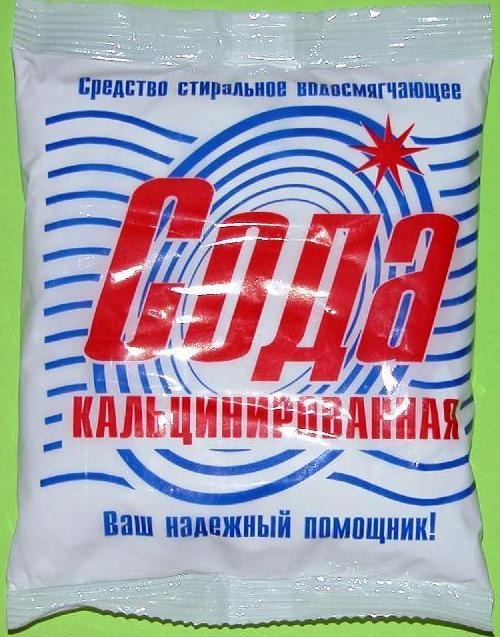 Средство стиральное водосмягчающее
Сода
КАЛЬЦИНИРОВАННАЯ
Ваш надежный помощник!